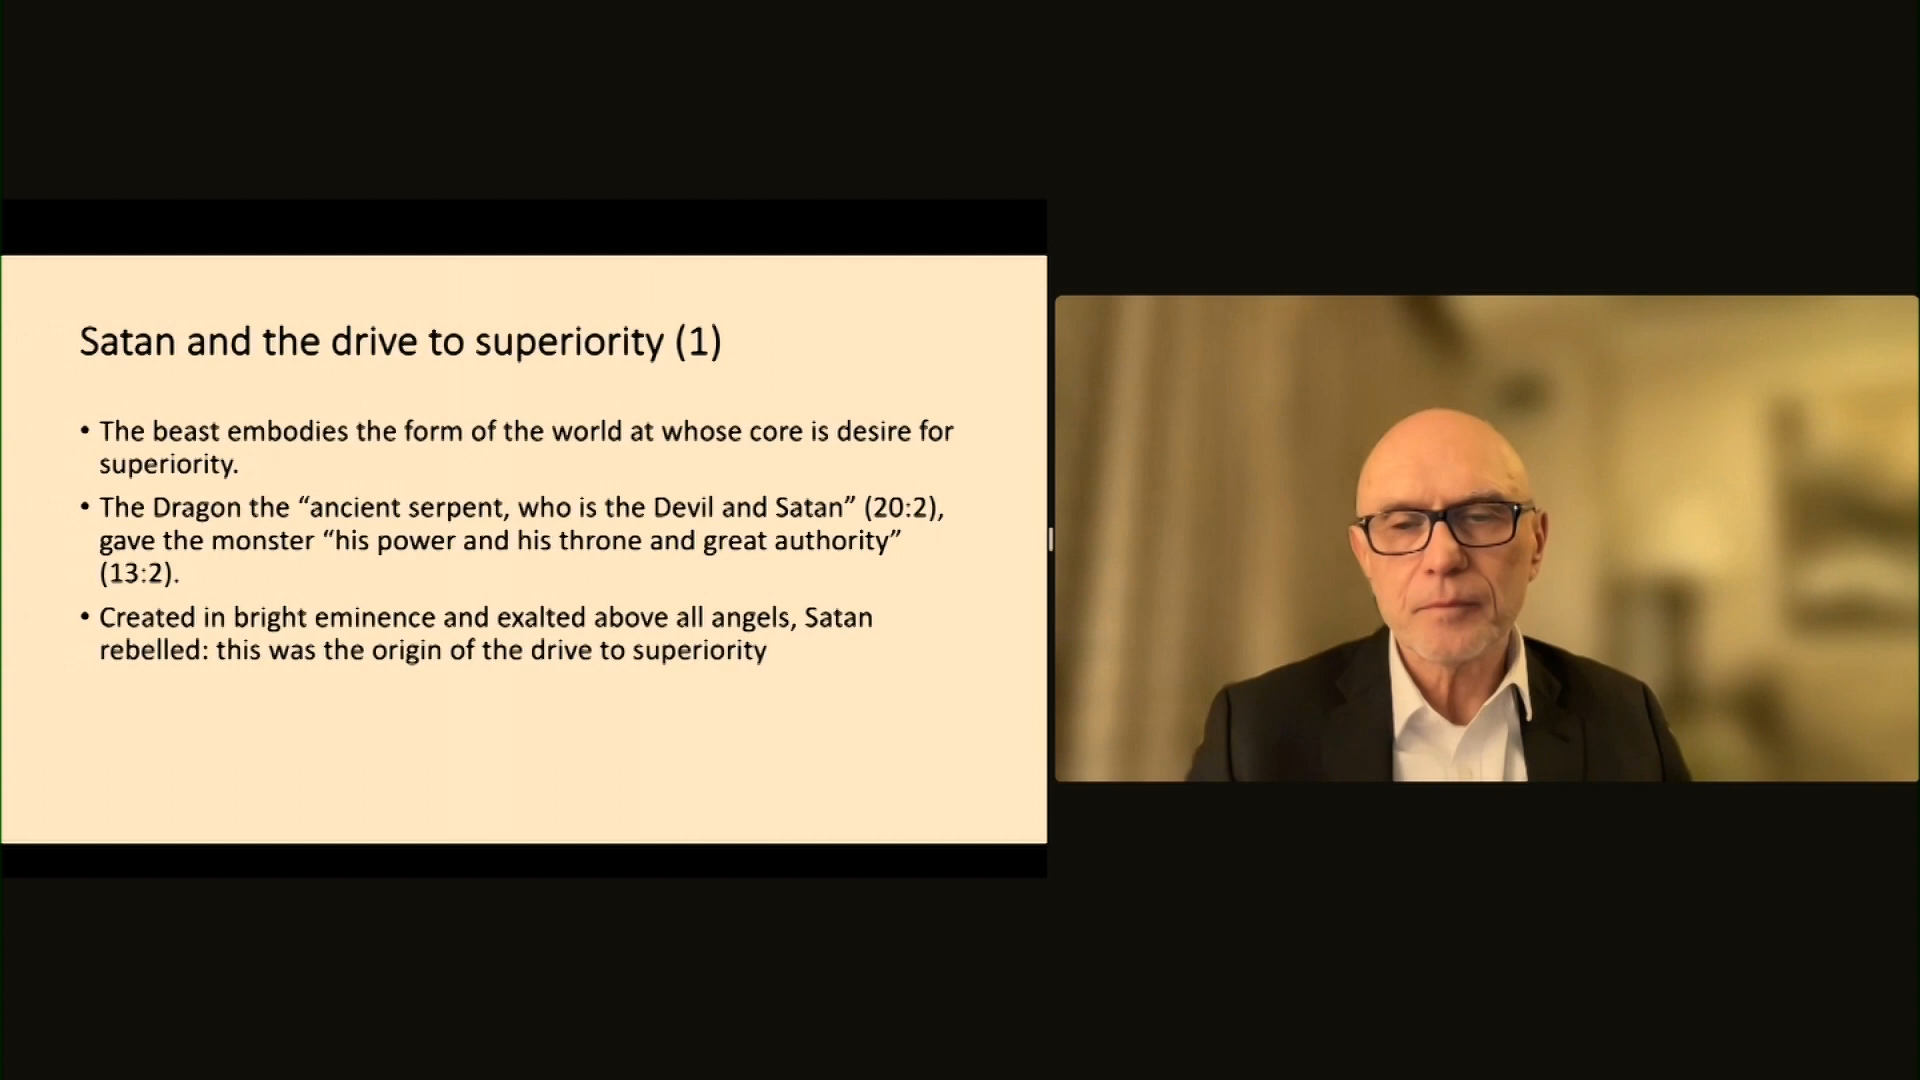 Satan and the drive to superiority (1)
• The beast embodies the form of the world at whose core is desire for
superiority.
• The Dragon the “ancient serpent, who is the Devil and Satan” (20:2),
gave the monster “his power and his throne and great authority”
(13:2).
• Created in bright eminence and exalted above all angels, Satan
rebelled: this was the origin of the drive to superiority